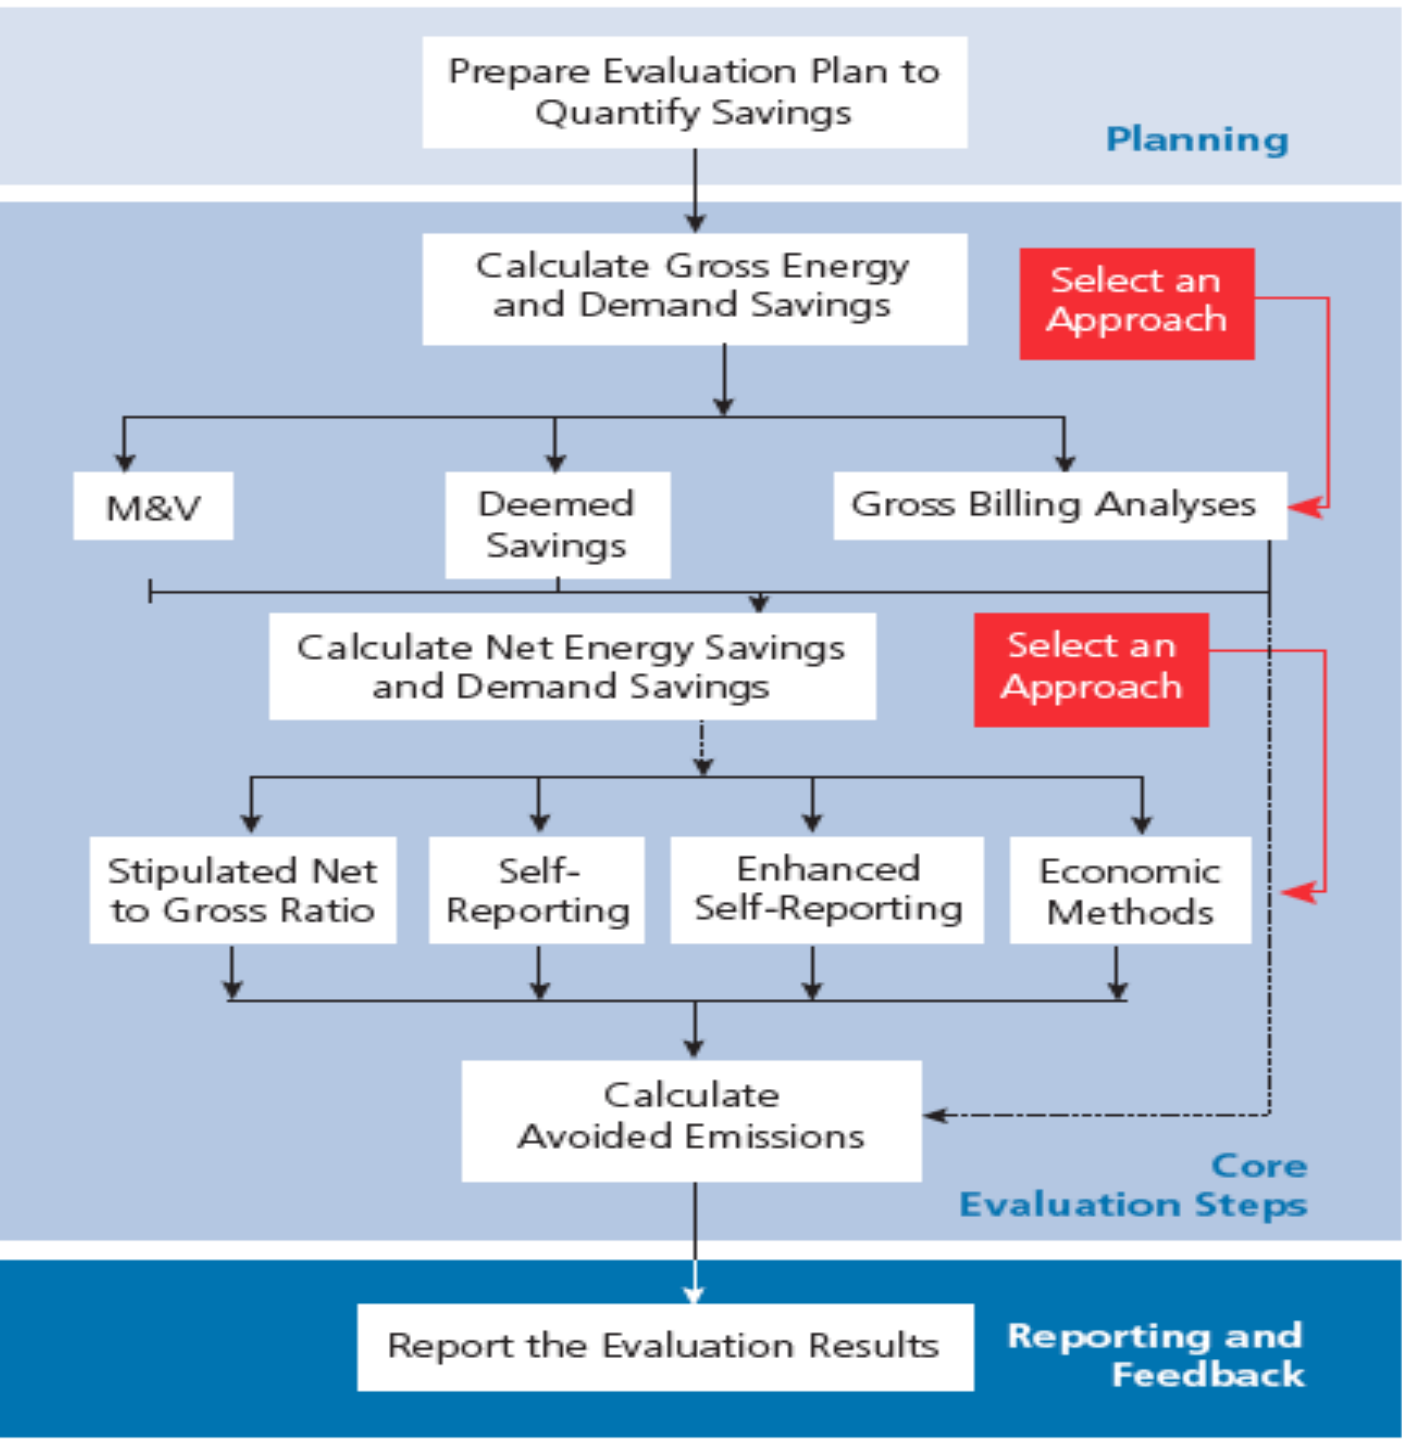 Prepare Evaluation Plan to
Quantify Savings
Planning
Calculate Gross Energy
and Demand Savings
Select an
Approach
M&V
Deemed
Savings
Gross Billing Analyses
Calculate Net Energy Savings
and Demand Savings
Select an
Approach
Stipulated Net
to Gross Ratio
Self-
Reporting
Enhanced
Self-Reporting
Economic
Methods
Calculate
Avoided Emissions
Core
Evaluation Steps
Report the Evaluation Results
Reporting and
Feedback